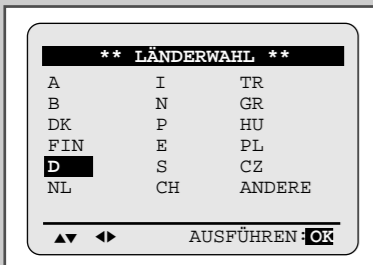 ** LÄNDERWAHL **
A I TR
B N GR
DK P HU
FIN E PL
D S CZ
NL CH ANDERE
▲▼ ◀▶ AUSFÜHREN:OK